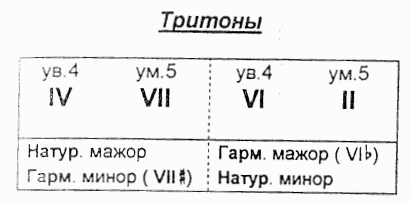 Тритоны
ув.4 ум.5 ув.4 ум.5
IV VII VI II
Натур. мажор Гарм. мажор ( VI♭)
Гарм. минор ( VII♯) Натур. минор